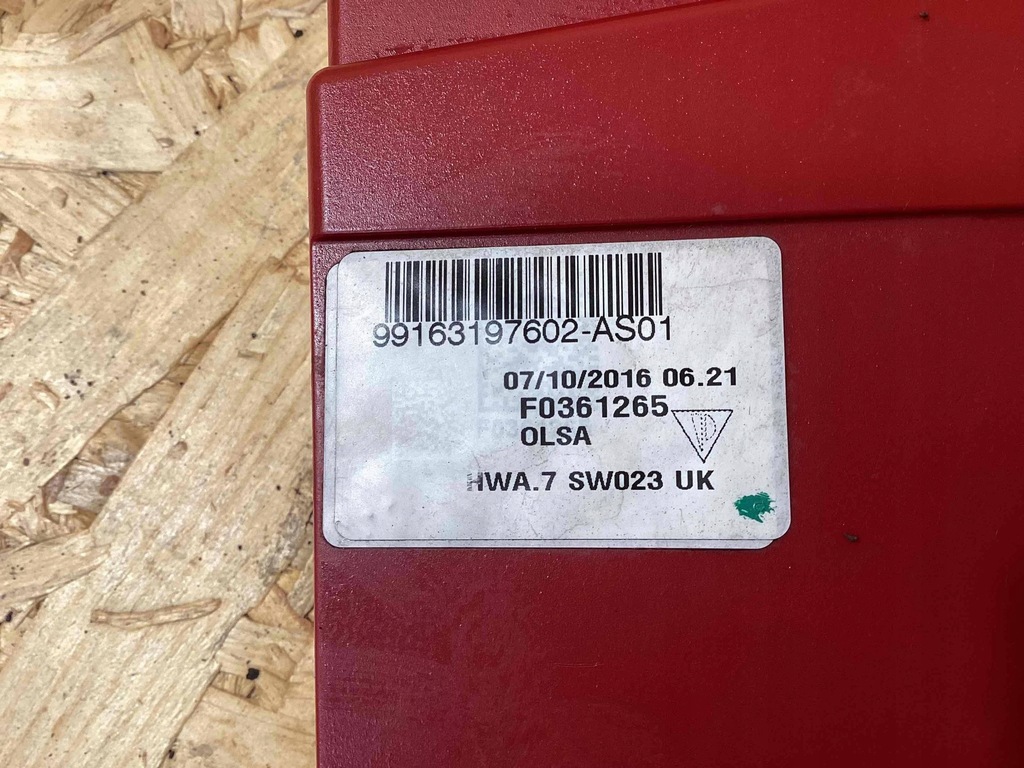 99163197602-AS01
07/10/2016 06.21
F0361265
OLSA
HWA.7 SW023 UK